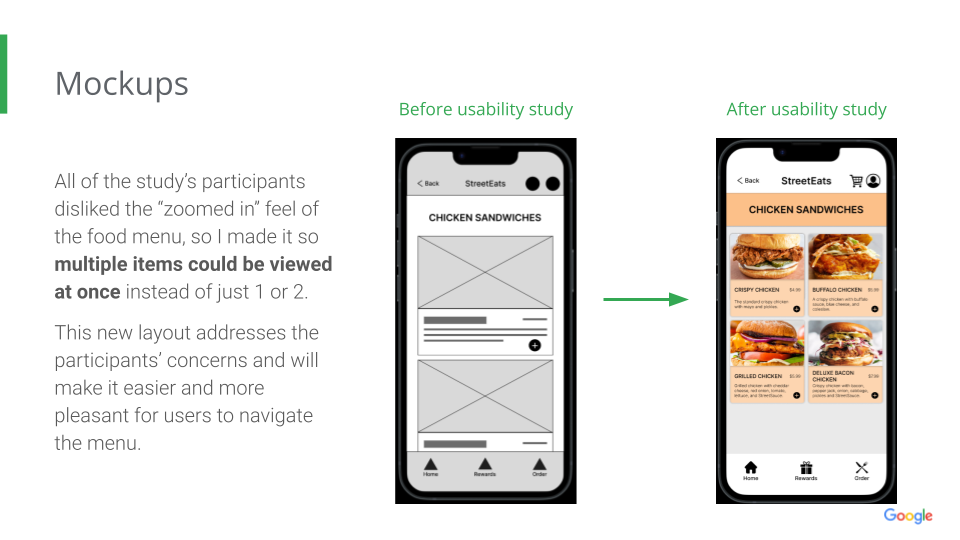 Mockups
Before usability study
After usability study
All of the study's participants
disliked the “zoomed in” feel of
the food menu, so I made it so
multiple items could be viewed
at once instead of just 1 or 2.
This new layout addresses the
participants' concerns and will
make it easier and more
pleasant for users to navigate
the menu.
< Back StreetEats
CHICKEN SANDWICHES
Home Rewards Order
< Back StreetEats
CHICKEN SANDWICHES
CRISPY CHICKEN $4.99
The standard crispy chicken
with mayo and pickles.
BUFFALO CHICKEN $5.99
A crispy chicken with buffalo
sauce, blue cheese, and
coleslaw.
GRILLED CHICKEN $5.99
Grilled chicken with cheddar
cheese, red onion, tomato,
lettuce, and StreetSauce.
DELUXE BACON
CHICKEN $7.99
Crispy chicken with bacon,
pepper jack, onion, cabbage,
pickles and StreetSauce.
Home Rewards Order
Google